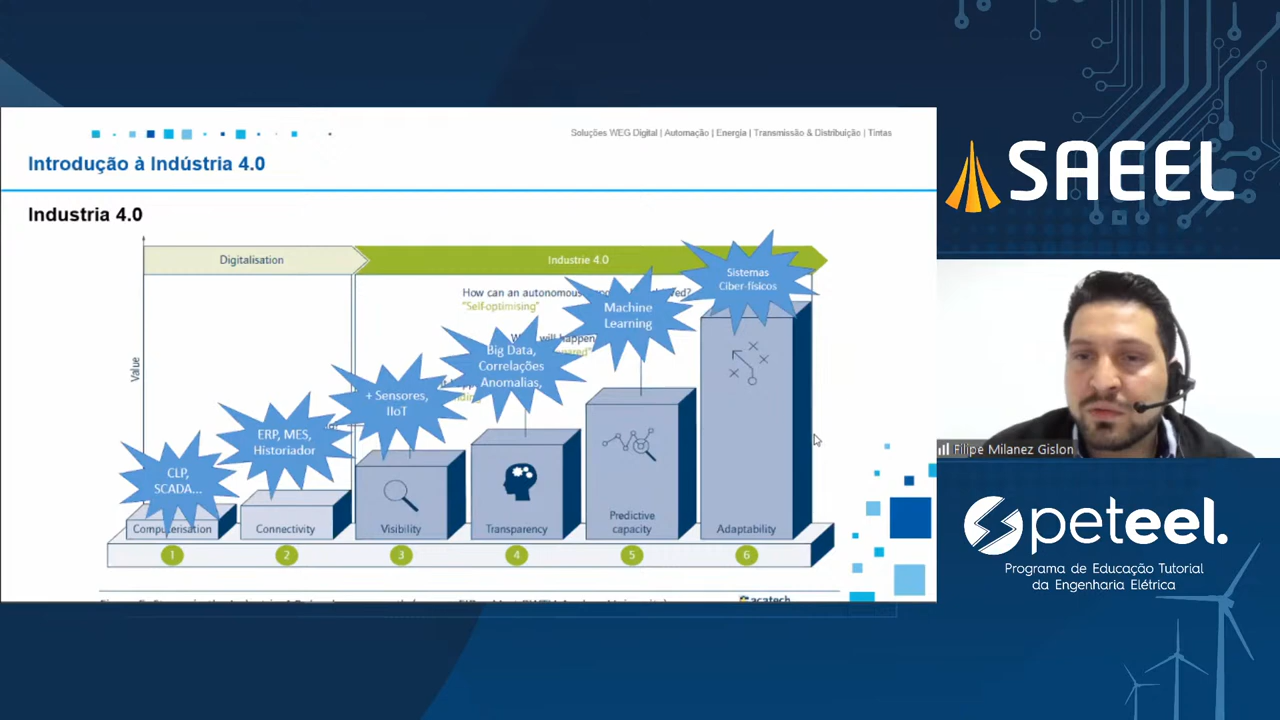 Soluções WEG Digital | Automação | Energia | Transmissão & Distribuição | Tintas
Introdução à Indústria 4.0
Industria 4.0
Digitalisation
Industrie 4.0
Value
How can an autonomous
"Self-optimising"
will happen
Sistemas
Ciber-físicos
Machine
Learning
Big Data,
Correlações
Anomalias,
+ Sensores,
IIoT
ERP, MES,
Historiador
CLP,
SCADA...
Computerisation
Connectivity
Visibility
Transparency
Predictive
capacity
Adaptability
1
2
3
4
5
6
acatech
SAEEL
Filipe Milanez Gislon
peteel.
Programa de Educação Tutorial
da Engenharia Elétrica